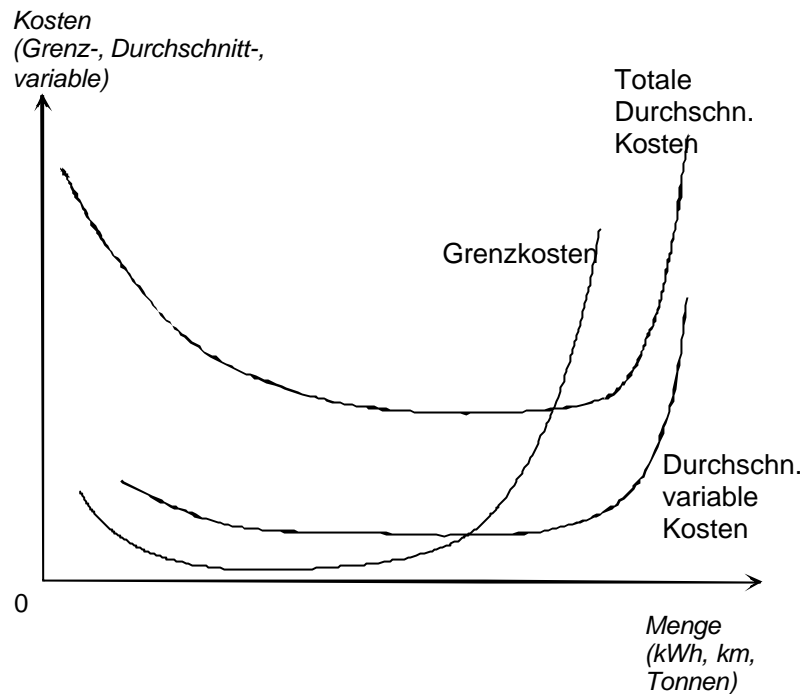 Kosten
(Grenz-, Durchschnitt-,
variable)
Totale
Durchschn.
Kosten
Grenzkosten
Durchschn.
variable
Kosten
0
Menge
(kWh, km,
Tonnen)